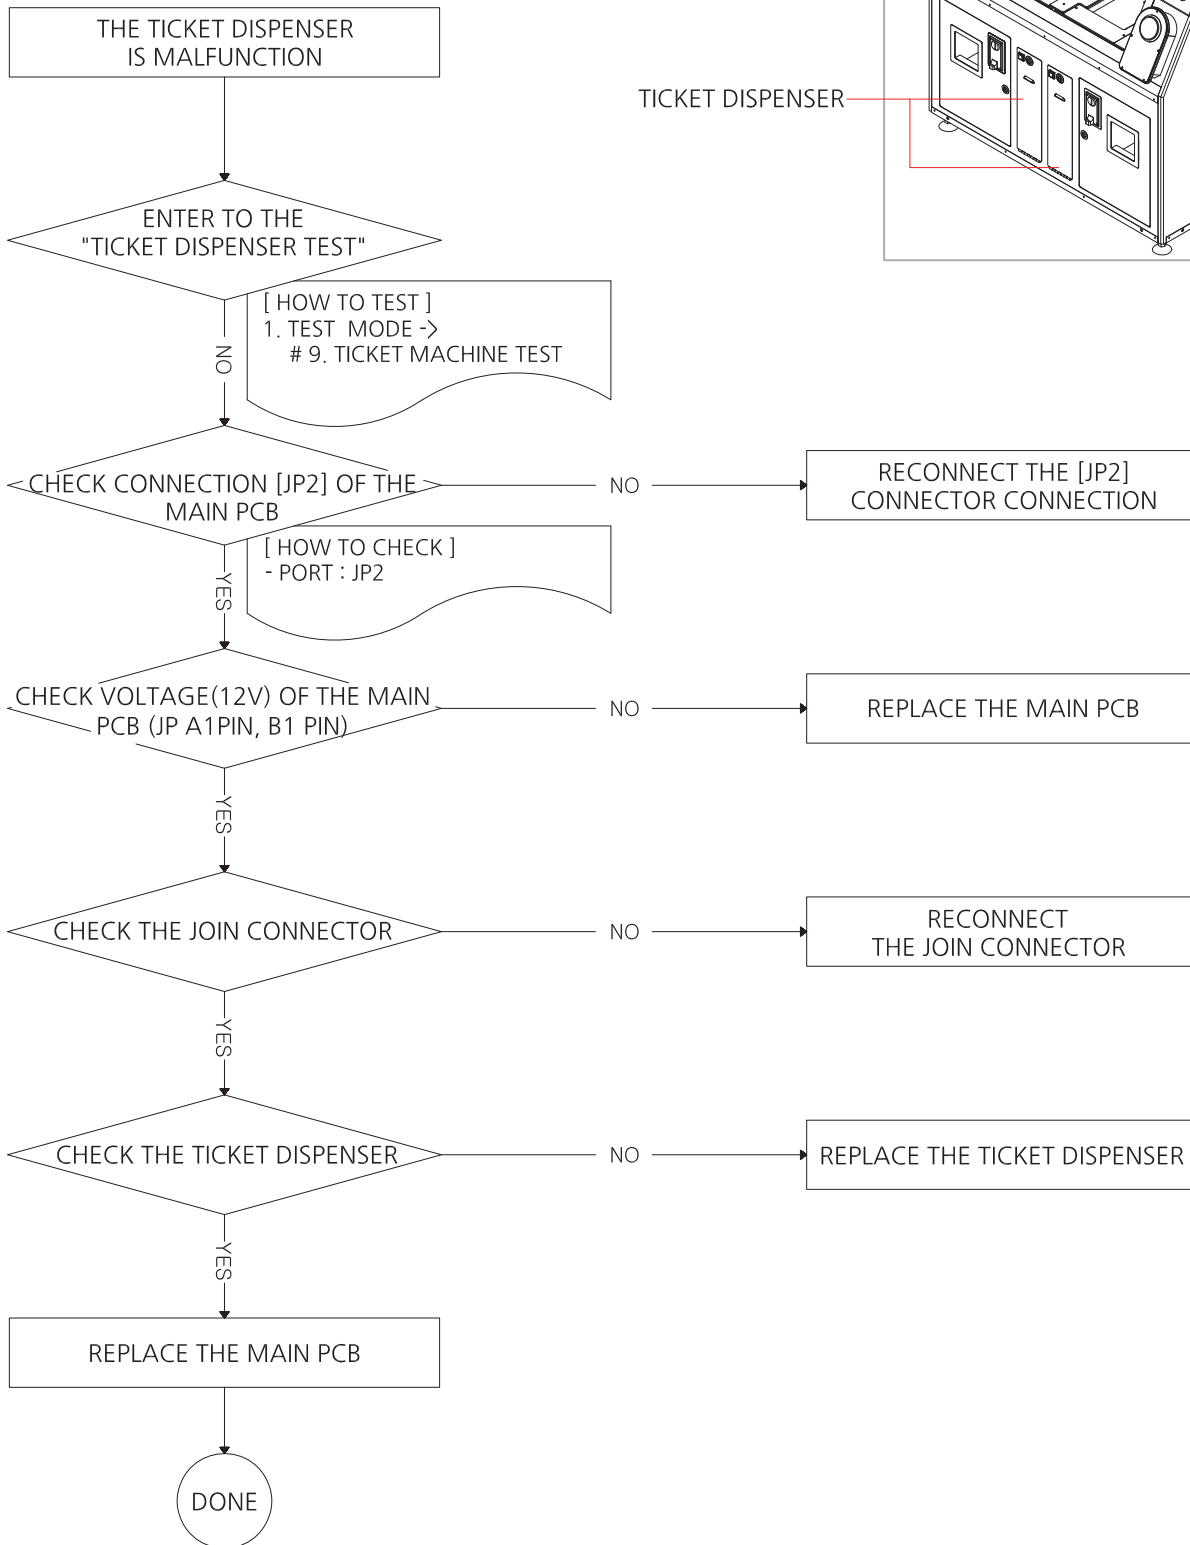 THE TICKET DISPENSER
IS MALFUNCTION
TICKET DISPENSER
ENTER TO THE
"TICKET DISPENSER TEST"
[ HOW TO TEST ]
1. TEST MODE ->
# 9. TICKET MACHINE TEST
NO
CHECK CONNECTION [JP2] OF THE
MAIN PCB
NO
RECONNECT THE [JP2]
CONNECTOR CONNECTION
[ HOW TO CHECK ]
- PORT : JP2
YES
CHECK VOLTAGE(12V) OF THE MAIN
PCB (JP A1PIN, B1 PIN)
NO
REPLACE THE MAIN PCB
YES
CHECK THE JOIN CONNECTOR
NO
RECONNECT
THE JOIN CONNECTOR
YES
CHECK THE TICKET DISPENSER
NO
REPLACE THE TICKET DISPENSER
YES
REPLACE THE MAIN PCB
DONE